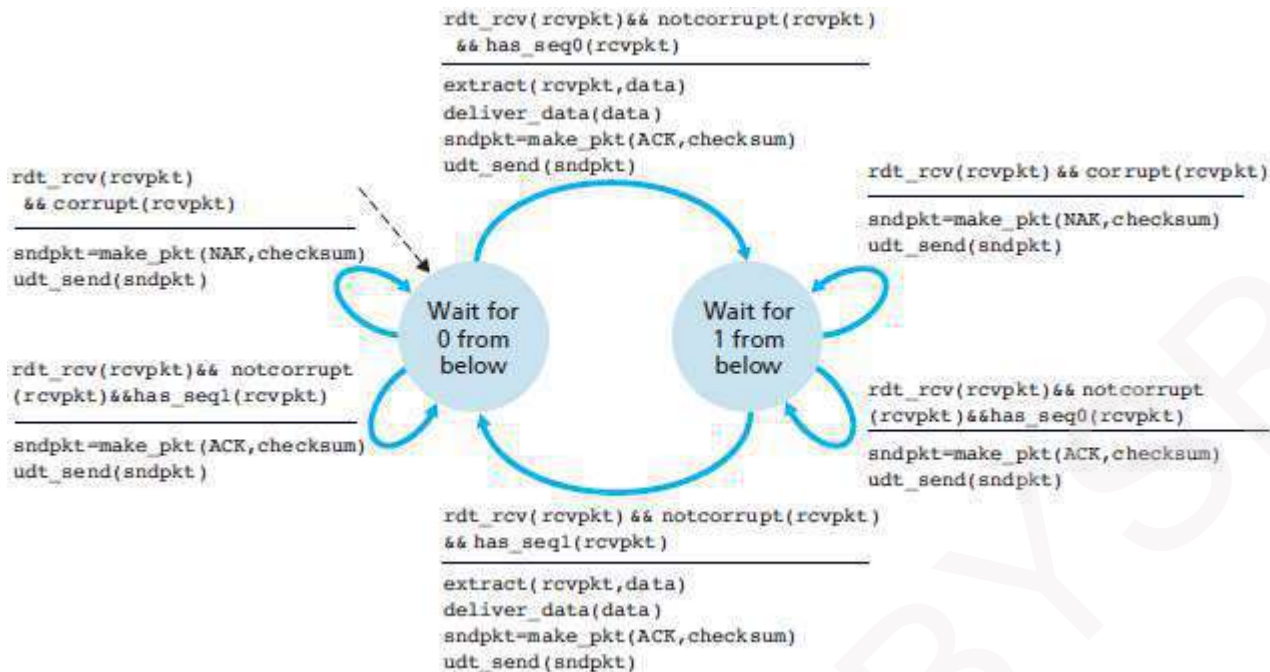 rdt_rcv(rcvpkt)&& notcorrupt(rcvpkt)
&& has_seq0(rcvpkt)
extract(rcvpkt,data)
deliver_data(data)
sndpkt=make_pkt(ACK,checksum)
udt_send(sndpkt)
rdt_rcv(rcvpkt)
&& corrupt(rcvpkt)
sndpkt=make_pkt(NAK,checksum)
udt_send(sndpkt)
rdt_rcv(rcvpkt) && corrupt(rcvpkt)
sndpkt=make_pkt(NAK,checksum)
udt_send(sndpkt)
Wait for
0 from
below
Wait for
1 from
below
rdt_rcv(rcvpkt)&& notcorrupt
(rcvpkt)&&has_seq1(rcvpkt)
sndpkt=make_pkt(ACK,checksum)
udt_send(sndpkt)
rdt_rcv(rcvpkt)&& notcorrupt
(rcvpkt)&&has_seq0(rcvpkt)
sndpkt=make_pkt(ACK,checksum)
udt_send(sndpkt)
rdt_rcv(rcvpkt) && notcorrupt(rcvpkt)
&& has_seq1(rcvpkt)
extract(rcvpkt,data)
deliver_data(data)
sndpkt=make_pkt(ACK,checksum)
udt_send(sndpkt)